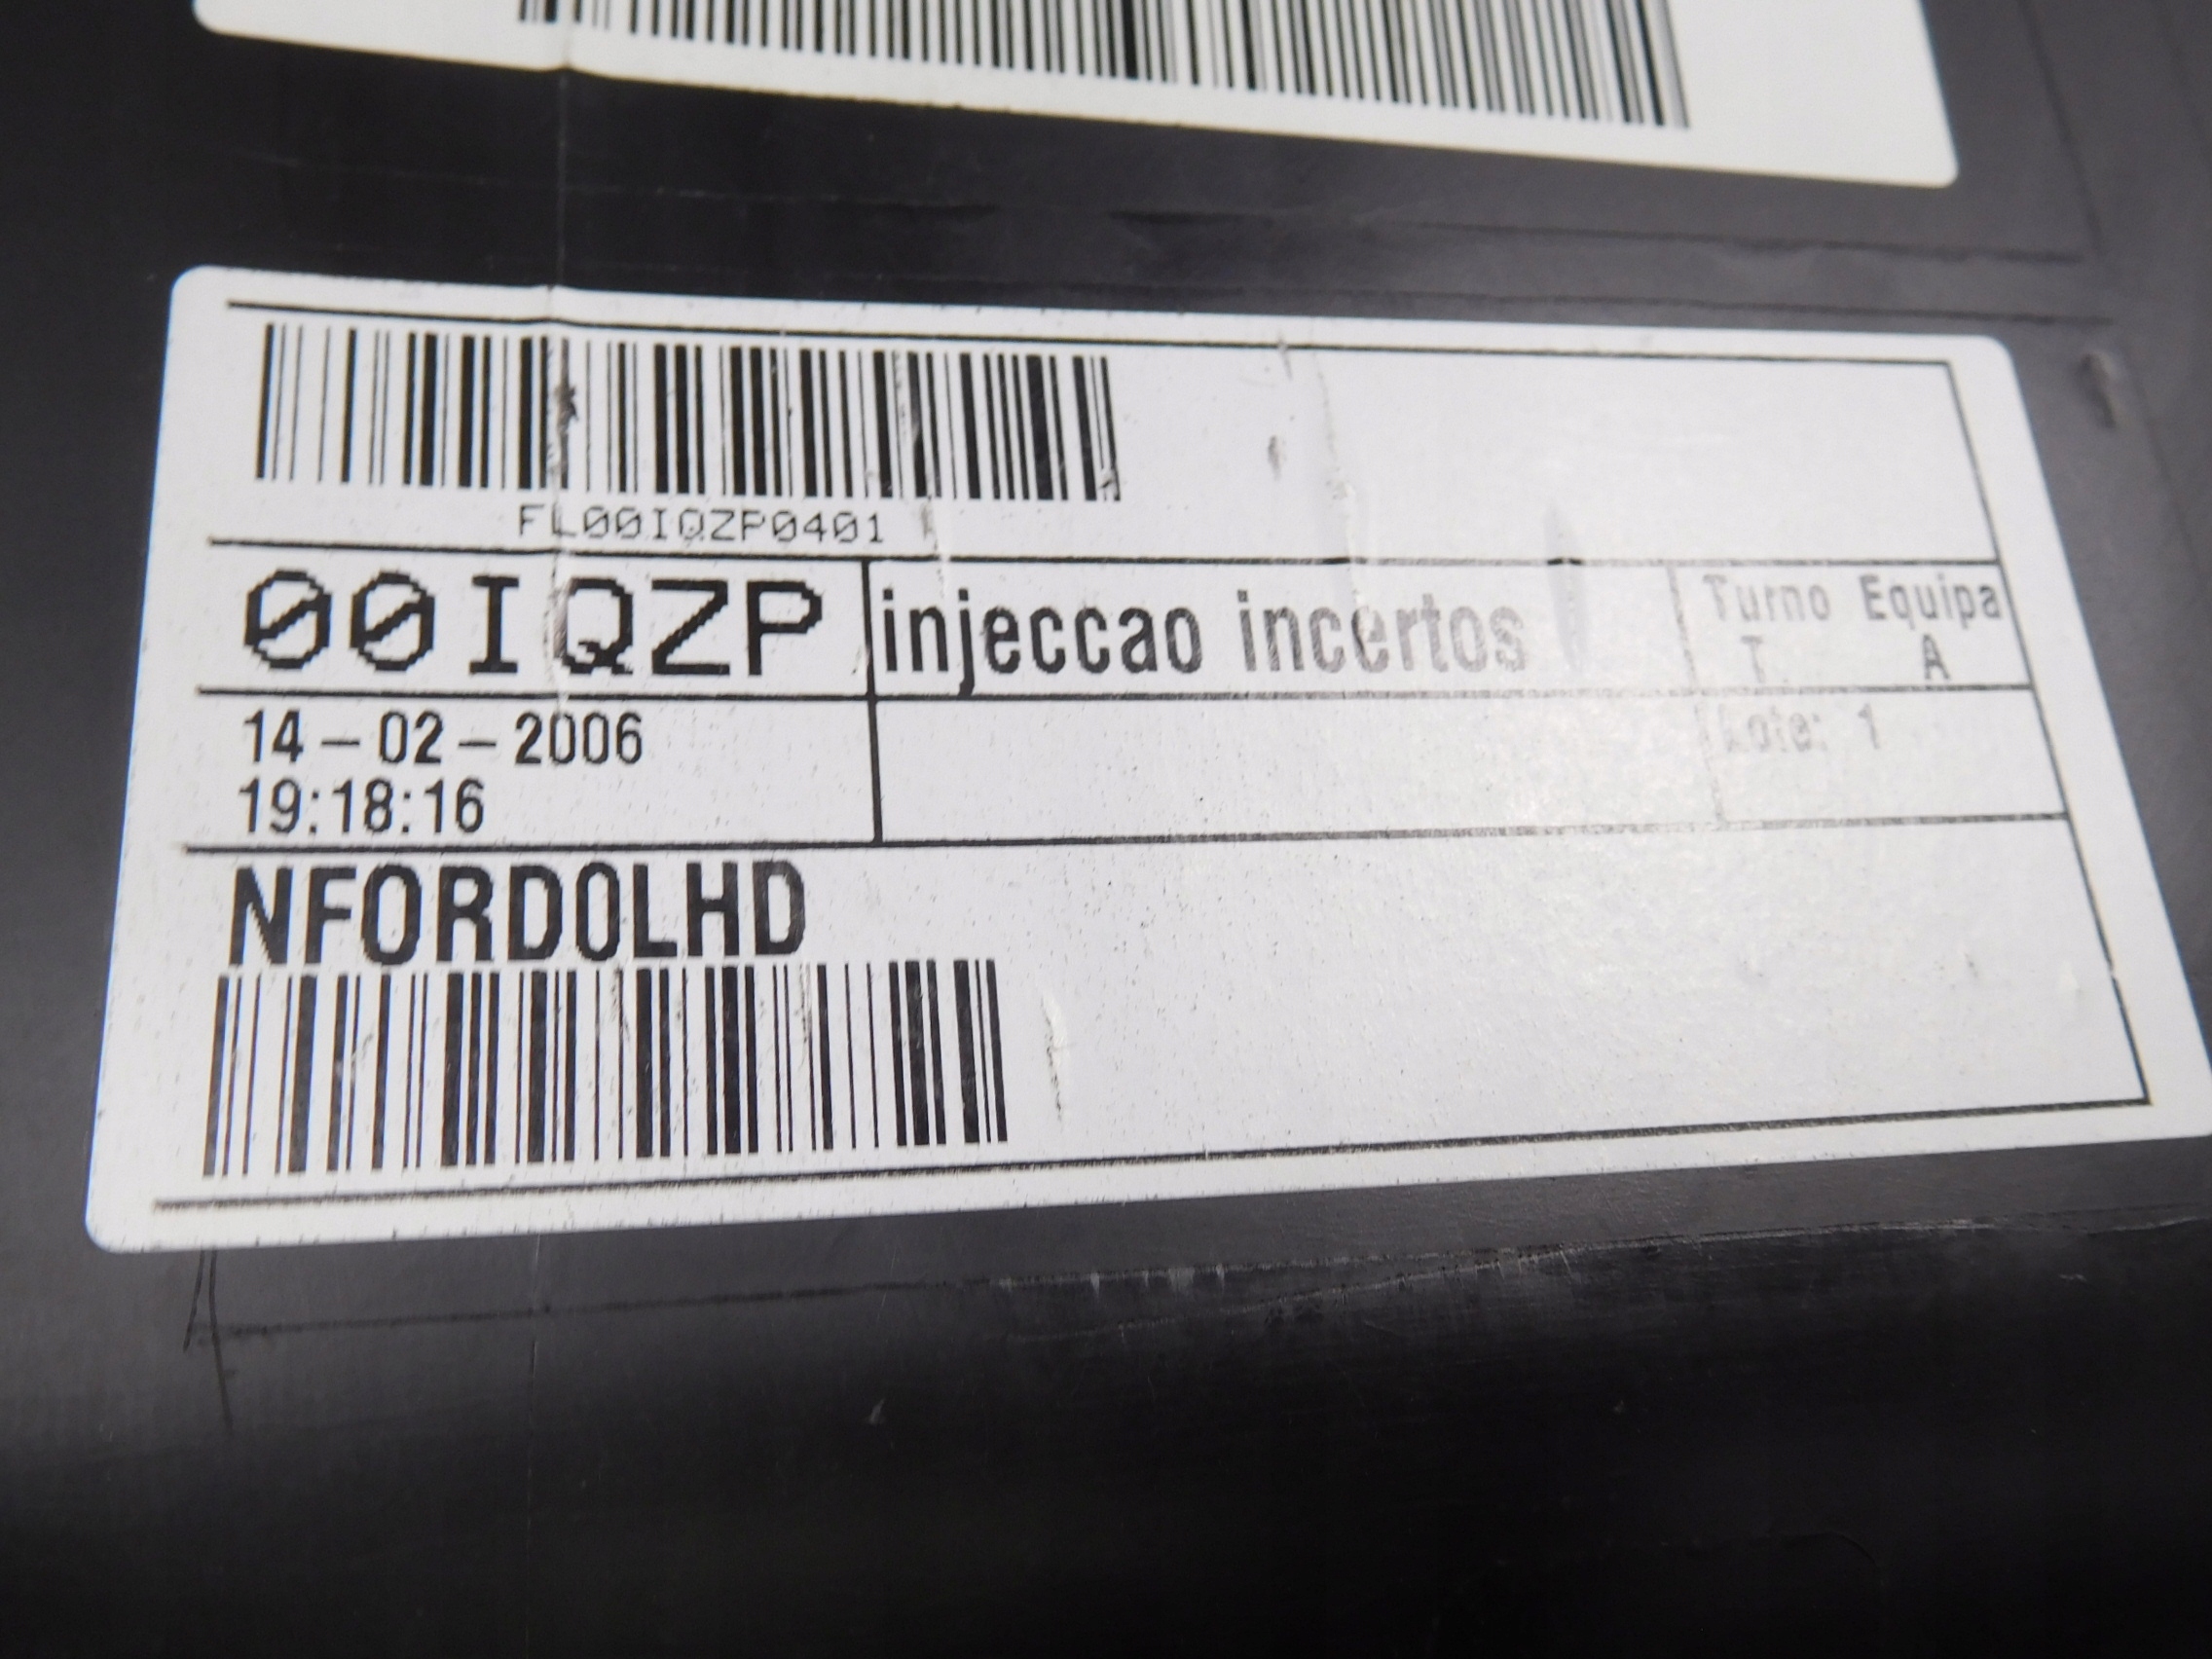 FL00IQZP0401
00IQZP injeccao incertos Turno Equipa
T. A
14-02-2006 Lote: 1
19:18:16
NFORD0LHD